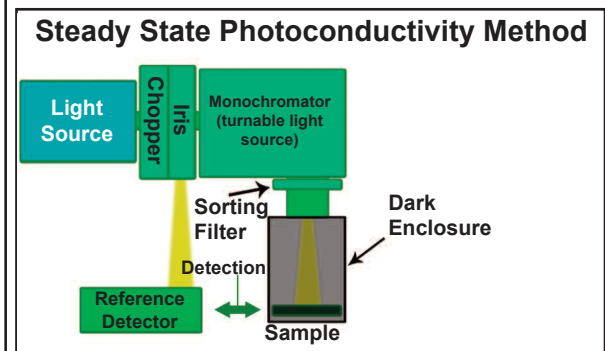 Steady State Photoconductivity Method
Light
Source
Chopper
Iris
Monochromator
(turnable light
source)
Sorting
Filter
Dark
Enclosure
Detection
Reference
Detector
Sample